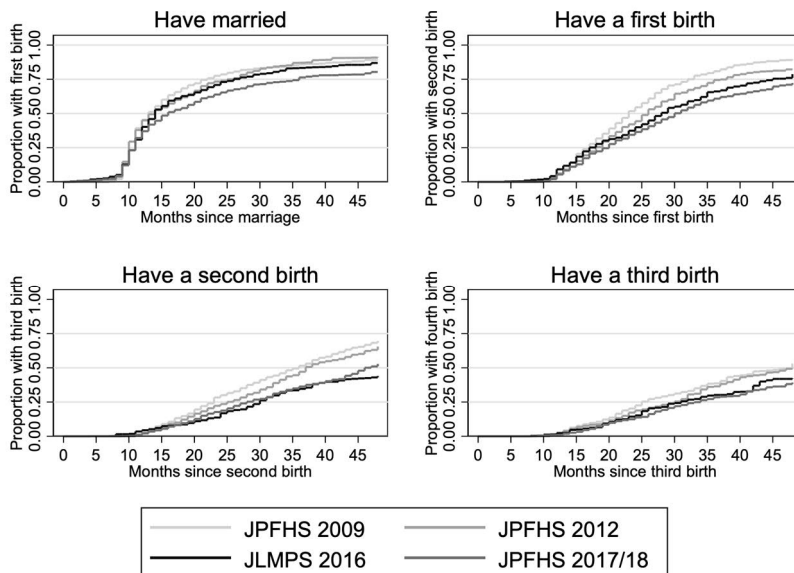 Have married
Proportion with first birth
0.00 0.25 0.50 0.75 1.00
0 5 10 15 20 25 30 35 40 45
Months since marriage
Have a first birth
Proportion with second birth
0.00 0.25 0.50 0.75 1.00
0 5 10 15 20 25 30 35 40 45
Months since first birth
Have a second birth
Proportion with third birth
0.00 0.25 0.50 0.75 1.00
0 5 10 15 20 25 30 35 40 45
Months since second birth
Have a third birth
Proportion with fourth birth
0.00 0.25 0.50 0.75 1.00
0 5 10 15 20 25 30 35 40 45
Months since third birth
JPFHS 2009 JPFHS 2012
JLMPS 2016 JPFHS 2017/18